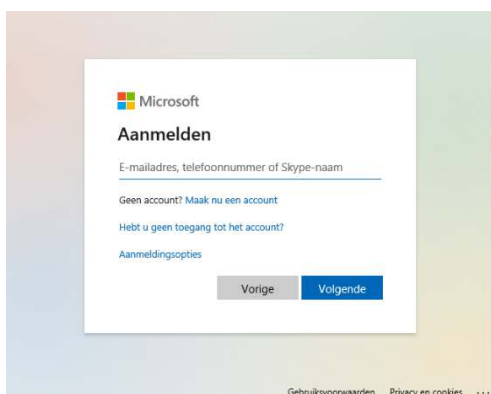 Microsoft
Aanmelden
E-mailadres, telefoonnummer of Skype-naam
Geen account? Maak nu een account
Hebt u geen toegang tot het account?
Aanmeldingsopties
Vorige Volgende
Gebruiksvoorwaarden Privacy en cookies ...